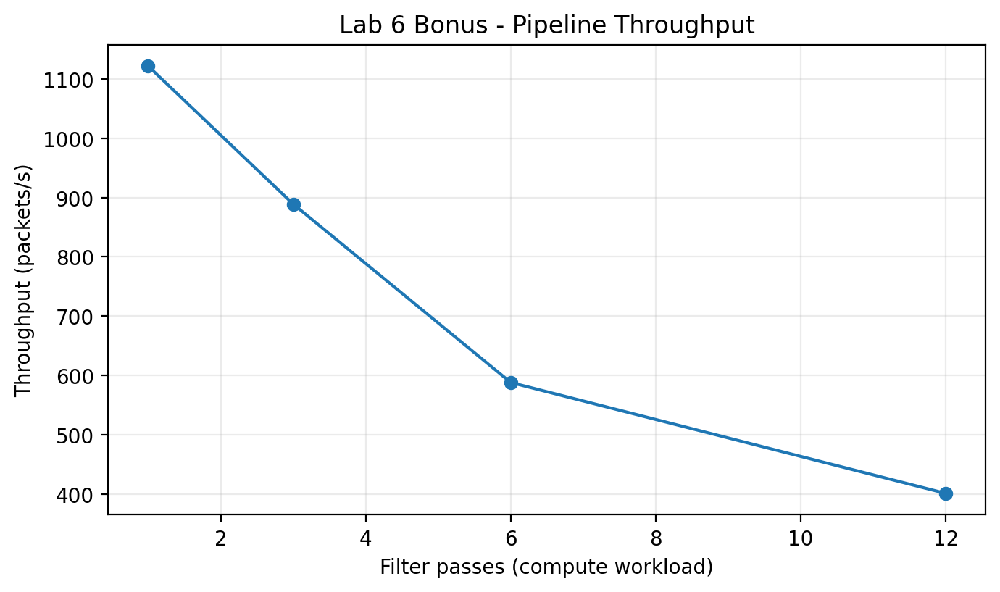 Lab 6 Bonus - Pipeline Throughput
Throughput (packets/s)
1100
1000
900
800
700
600
500
400
2 4 6 8 10 12
Filter passes (compute workload)